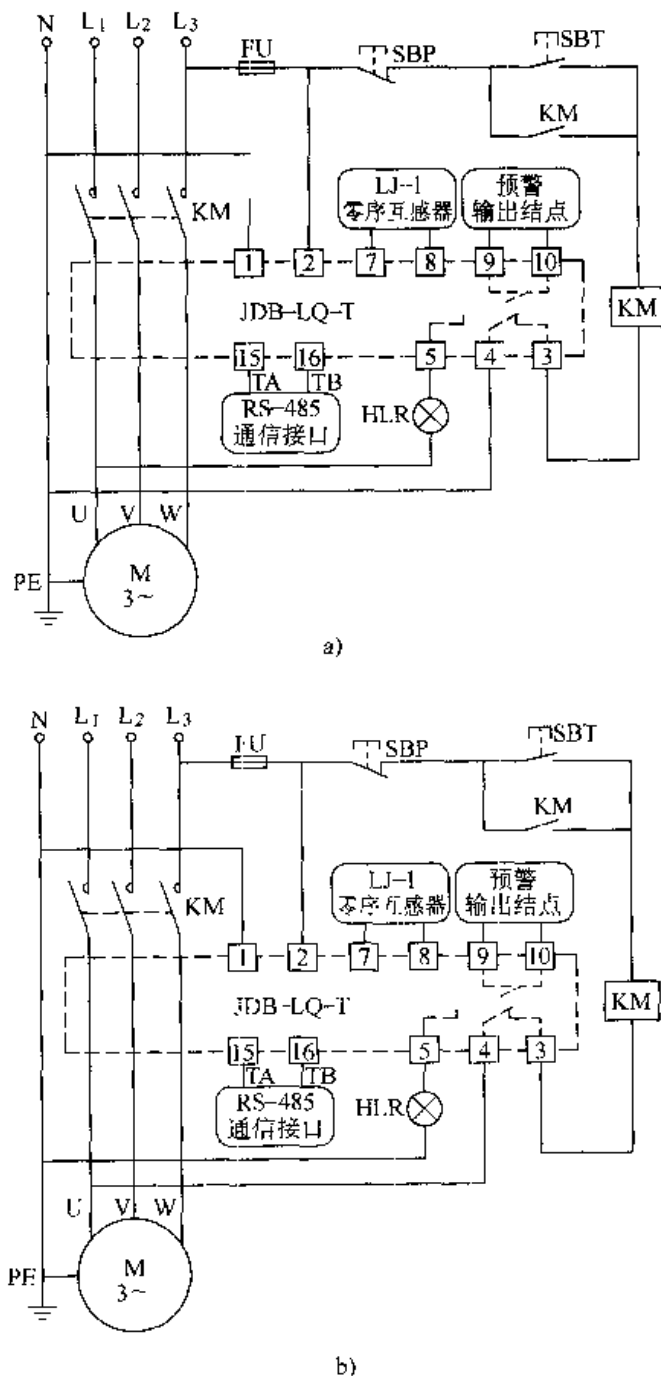 N L₁ L₂ L₃
FU
SBP
SBT
KM
LJ-1
零序互感器
预警
输出结点
KM
1 2 7 8 9 10
JDB-LQ-T
KM
15 16 5 4 3
TA TB
RS-485
通信接口
HLR
U V W
M
3~
PE
a)
N L₁ L₂ L₃
FU
SBP
SBT
KM
LJ-1
零序互感器
预警
输出结点
KM
1 2 7 8 9 10
JDB-LQ-T
KM
15 16 5 4 3
TA TB
RS-485
通信接口
HLR
U V W
M
3~
PE
b)